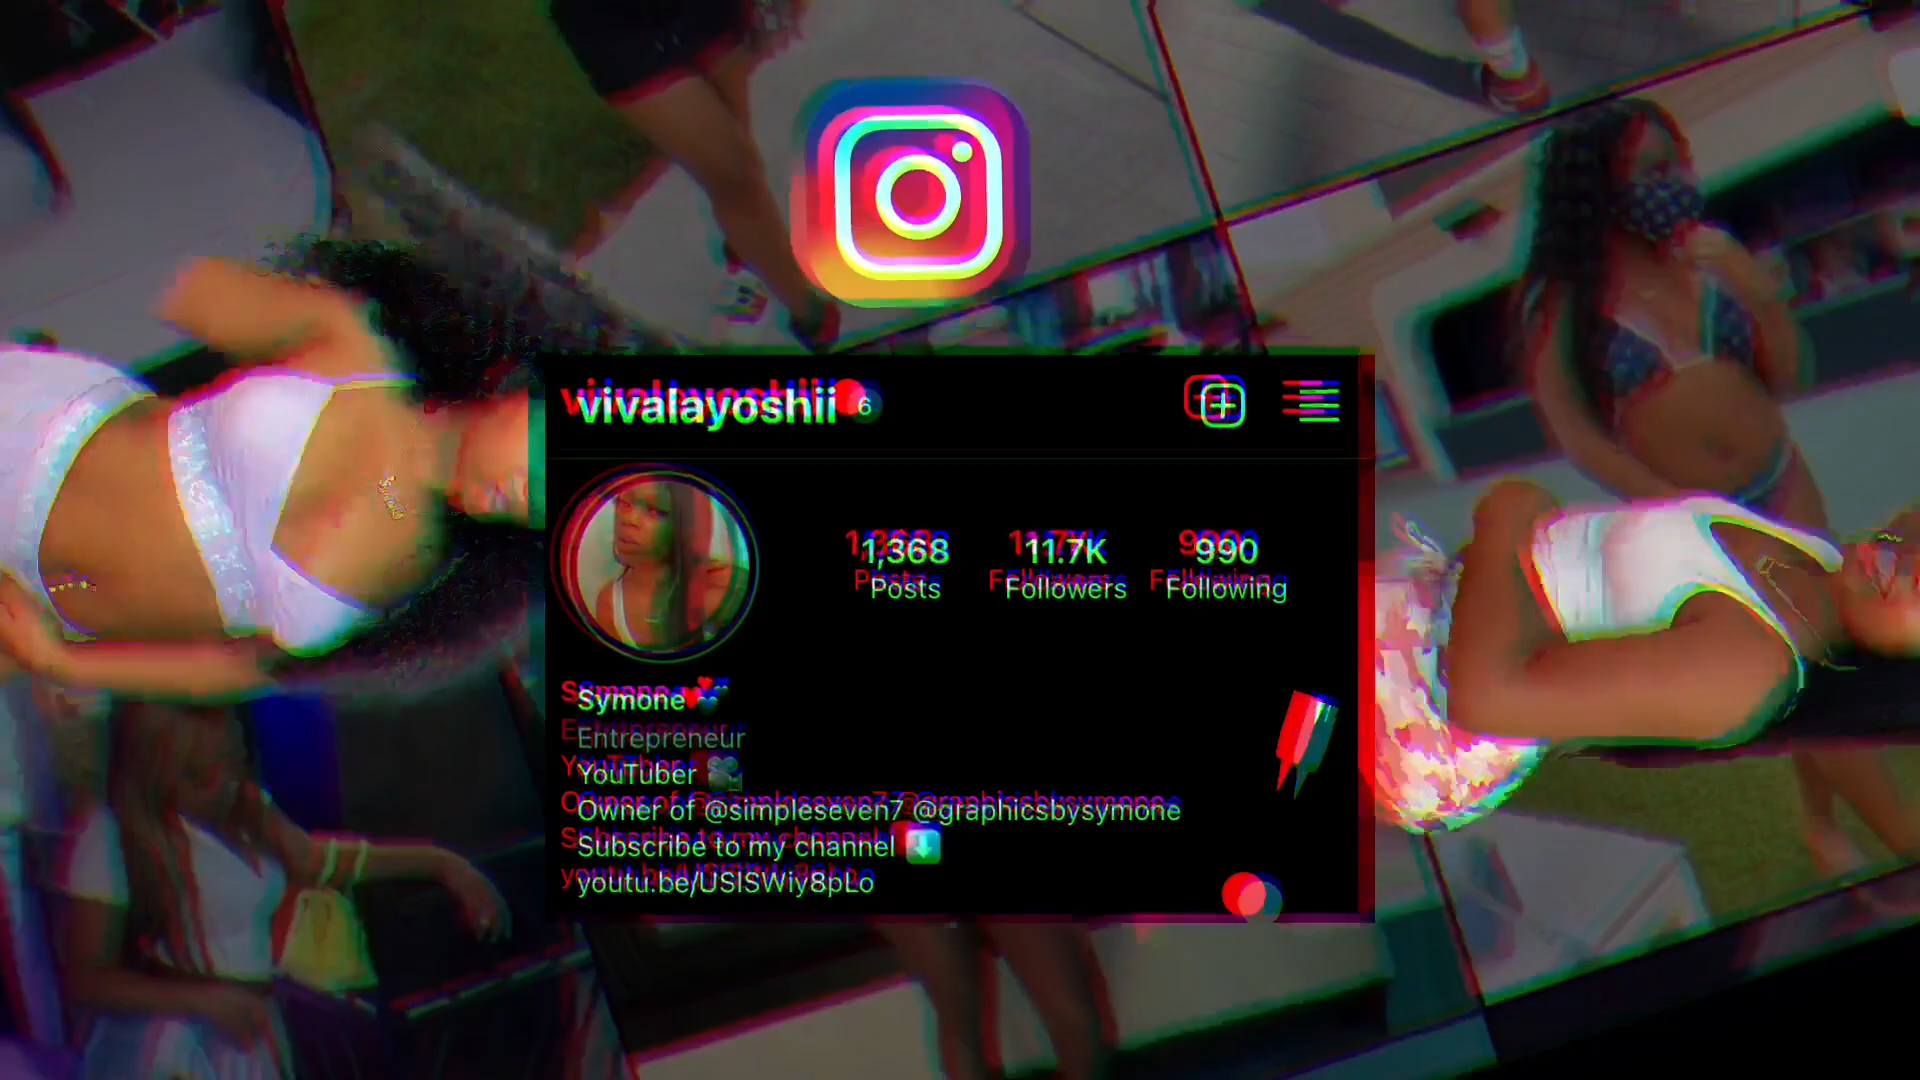 vivalayoshii 6
1,368 11.7K 990
Posts Followers Following
Symone
Entrepreneur
YouTuber
Owner of @simpleseven7 @graphicsbysymone
Subscribe to my channel
youtu.be/USISWiy8pLo